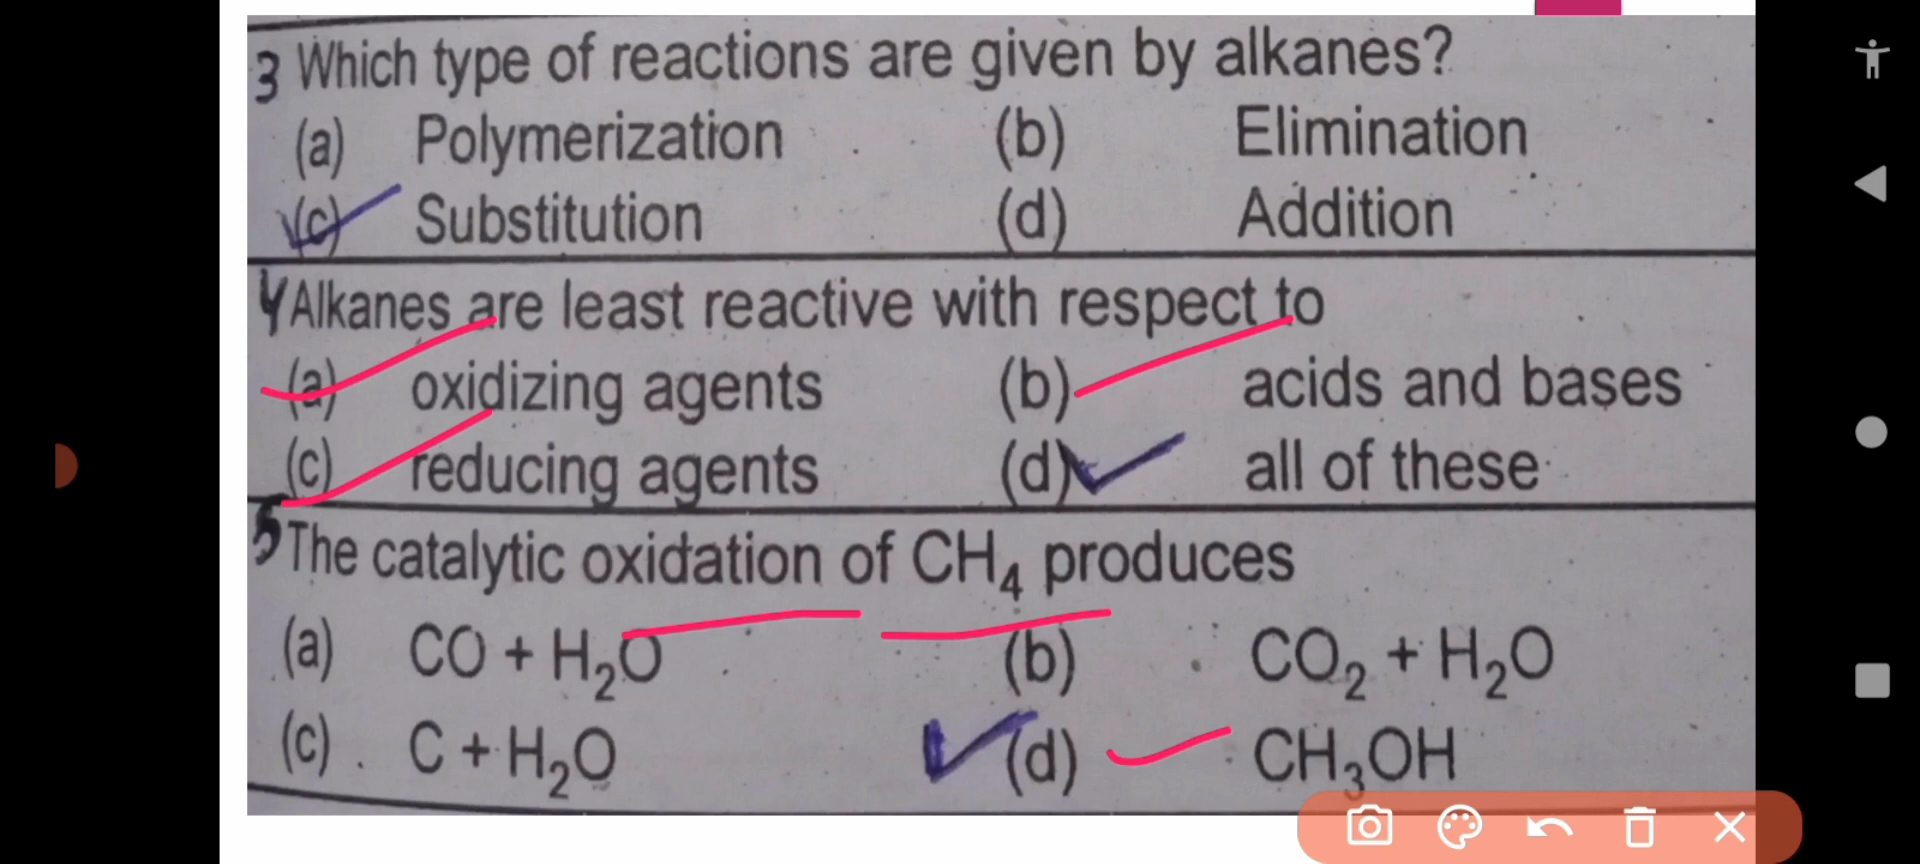 3 Which type of reactions are given by alkanes?
(a) Polymerization (b) Elimination
(c) Substitution (d) Addition
4 Alkanes are least reactive with respect to
(a) oxidizing agents (b) acids and bases
(c) reducing agents (d) all of these
5 The catalytic oxidation of CH₄ produces
(a) CO + H₂O (b) CO₂ + H₂O
(c) C + H₂O (d) CH₃OH